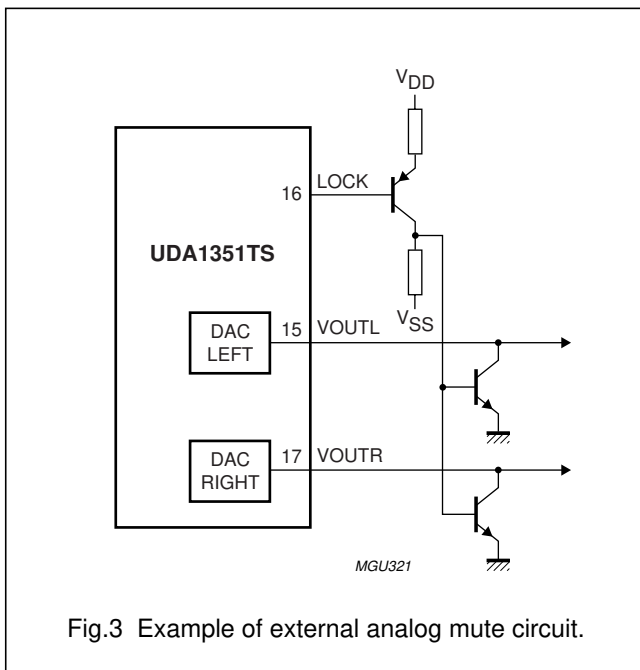 VDD
16 LOCK
UDA1351TS
VSS
DAC LEFT
15 VOUTL
DAC RIGHT
17 VOUTR
MGU321
Fig.3 Example of external analog mute circuit.